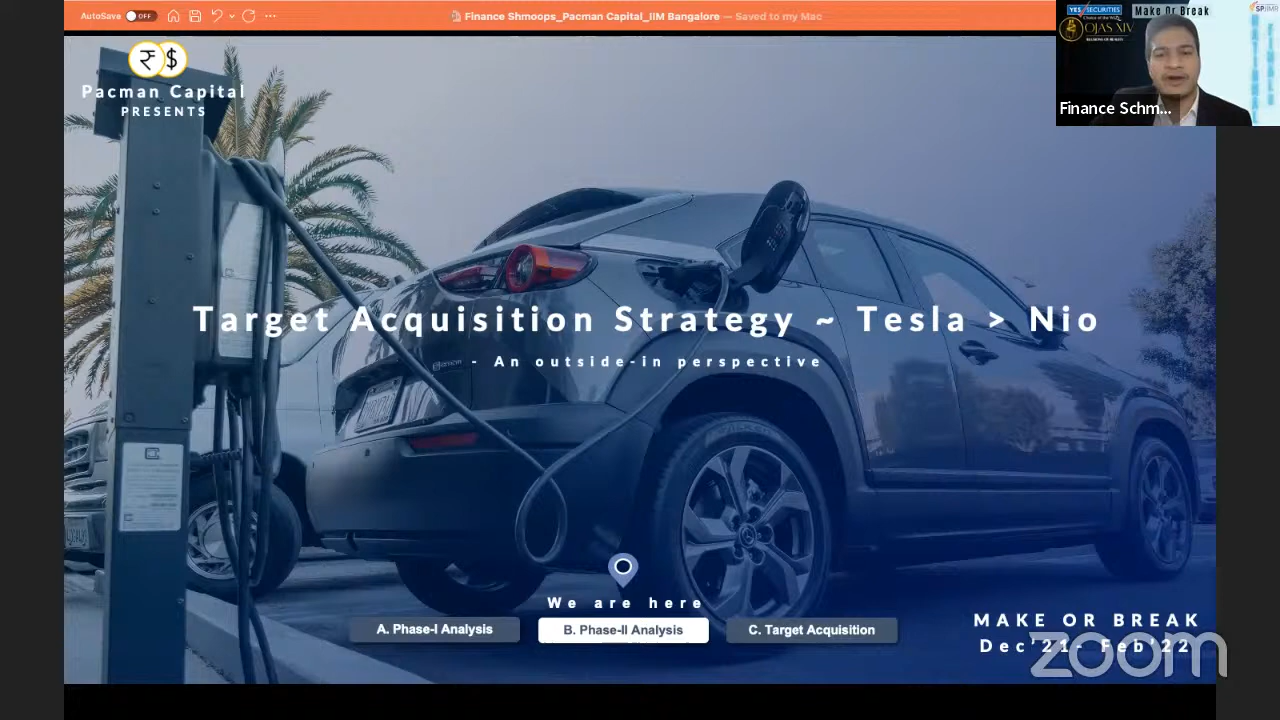 AutoSave OFF
Finance Shmoops_Pacman Capital_IIM Bangalore — Saved to my Mac
YES SECURITIES
Make Or Break
SPJIMR
OJAS XIV
Finance Schm...
₹ $
Pacman Capital
PRESENTS
Target Acquisition Strategy ~ Tesla > Nio
- An outside-in perspective
We are here
A. Phase-I Analysis
B. Phase-II Analysis
C. Target Acquisition
MAKE OR BREAK
Dec'21- Feb'22
zoom